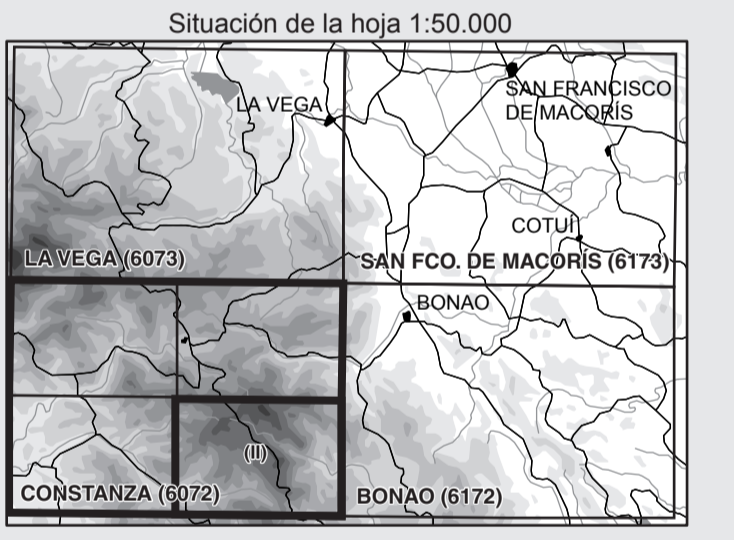 Situación de la hoja 1:50.000
LA VEGA
SAN FRANCISCO
DE MACORÍS
COTUÍ
LA VEGA (6073)
SAN FCO. DE MACORÍS (6173)
BONAO
(II)
CONSTANZA (6072)
BONAO (6172)